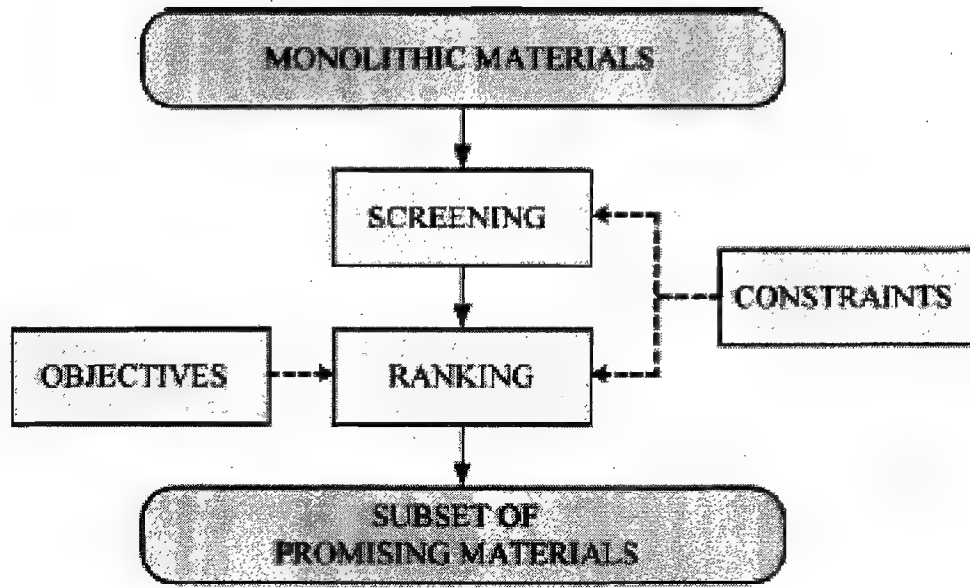 MONOLITHIC MATERIALS
SCREENING
CONSTRAINTS
OBJECTIVES
RANKING
SUBSET OF
PROMISING MATERIALS